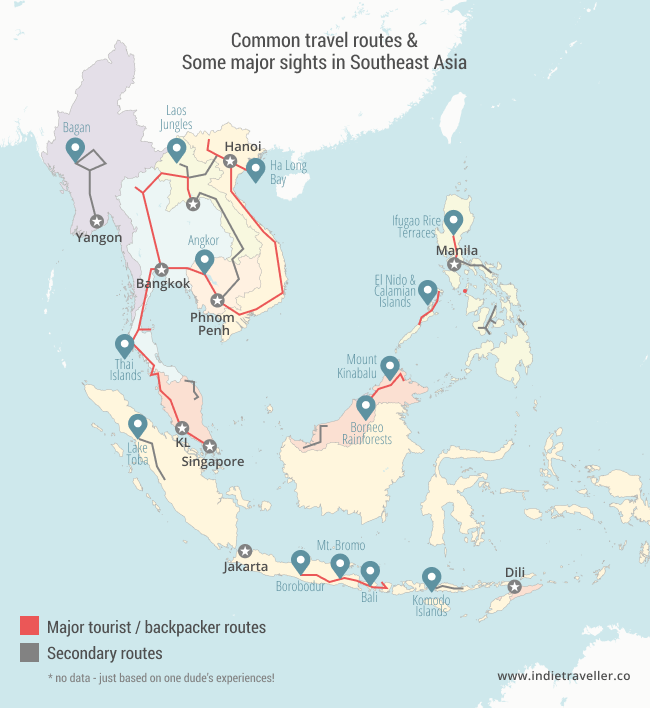 Common travel routes &
Some major sights in Southeast Asia
Laos
Jungles
Bagan
Hanoi
Ha Long
Bay
Yangon
Angkor
Bangkok
Phnom
Penh
Ifugao Rice
Terraces
Manila
El Nido &
Calamian
Islands
Thai
Islands
Mount
Kinabalu
Borneo
Rainforests
KL
Singapore
Lake
Toba
Jakarta
Mt. Bromo
Borobodur
Bali
Komodo
Islands
Dili
Major tourist / backpacker routes
Secondary routes
* no data - just based on one dude's experiences!
www.indietraveller.co